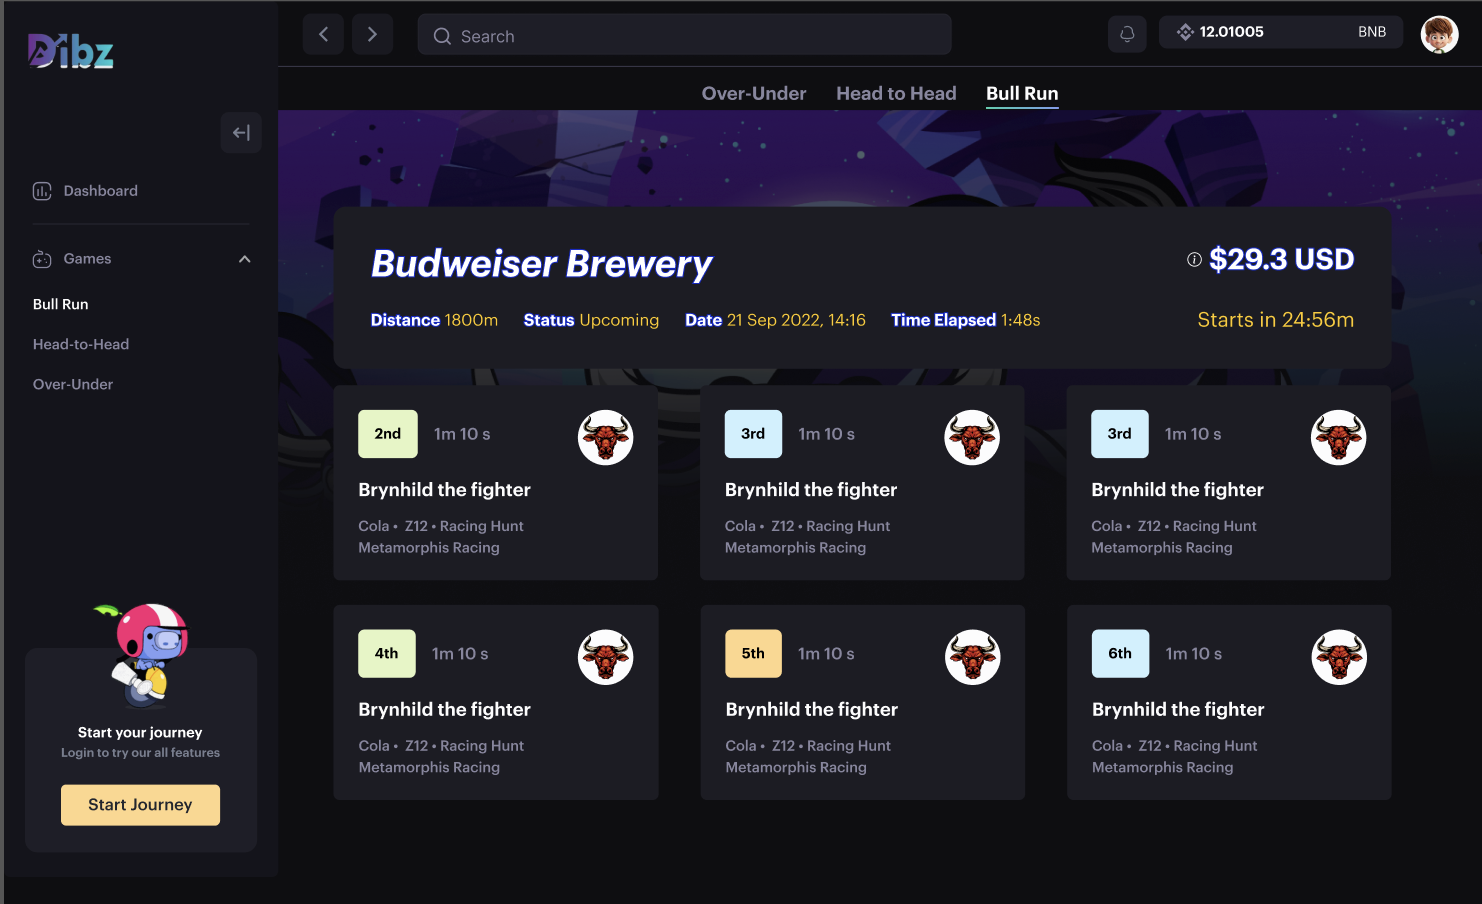 Dibz
Search
12.01005 BNB
Over-Under Head to Head Bull Run
Dashboard
Games
Bull Run
Head-to-Head
Over-Under
Start your journey
Login to try our all features
Start Journey
Budweiser Brewery
$29.3 USD
Distance 1800m Status Upcoming Date 21 Sep 2022, 14:16 Time Elapsed 1:48s
Starts in 24:56m
2nd 1m 10 s
Brynhild the fighter
Cola • Z12 • Racing Hunt
Metamorphis Racing
3rd 1m 10 s
Brynhild the fighter
Cola • Z12 • Racing Hunt
Metamorphis Racing
3rd 1m 10 s
Brynhild the fighter
Cola • Z12 • Racing Hunt
Metamorphis Racing
4th 1m 10 s
Brynhild the fighter
Cola • Z12 • Racing Hunt
Metamorphis Racing
5th 1m 10 s
Brynhild the fighter
Cola • Z12 • Racing Hunt
Metamorphis Racing
6th 1m 10 s
Brynhild the fighter
Cola • Z12 • Racing Hunt
Metamorphis Racing